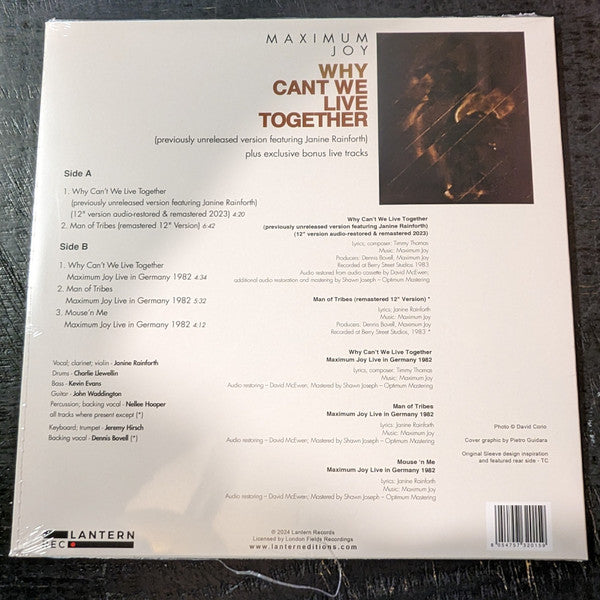 MAXIMUM
JOY
WHY
CANT WE
LIVE
TOGETHER
(previously unreleased version featuring Janine Rainforth)
plus exclusive bonus live tracks
Side A
1. Why Can't We Live Together
(previously unreleased version featuring Janine Rainforth)
(12" version audio-restored & remastered 2023) 4:20
2. Man of Tribes (remastered 12" Version) 6:42
Side B
1. Why Can't We Live Together
Maximum Joy Live in Germany 1982 4:34
2. Man of Tribes
Maximum Joy Live in Germany 1982 5:32
3. Mouse'n Me
Maximum Joy Live in Germany 1982 4:12
Vocal; clarinet; violin - Janine Rainforth
Drums - Charlie Llewellin
Bass - Kevin Evans
Guitar - John Waddington
Percussion; backing vocal - Nellee Hooper
all tracks where present except (*)
Keyboard; trumpet - Jeremy Hirsch
Backing vocal - Dennis Bovell (*)
LANTERN
REC
Why Can't We Live Together
(previously unreleased version featuring Janine Rainforth)
(12" version audio-restored & remastered 2023)
Lyrics, composer: Timmy Thomas
Music: Maximum Joy
Producers: Dennis Bovell, Maximum Joy
Recorded at Berry Street Studios. 1983
Audio restored from audio cassette by David McEwen;
additional audio restoration and mastering by Shawn Joseph – Optimum Mastering
Man of Tribes (remastered 12" Version) *
Lyrics: Janine Rainforth
Music: Maximum Joy
Producers: Dennis Bovell, Maximum Joy
Recorded at Berry Street Studios, 1983 *
Why Can't We Live Together
Maximum Joy Live in Germany 1982
Lyrics, composer: Timmy Thomas
Music: Maximum Joy
Audio restoring – David McEwen; Mastered by Shawn Joseph – Optimum Mastering
Man of Tribes
Maximum Joy Live in Germany 1982
Lyrics: Janine Rainforth
Music: Maximum Joy
Audio restoring – David McEwen; Mastered by Shawn Joseph – Optimum Mastering
Mouse 'n Me
Maximum Joy Live in Germany 1982
Lyrics: Janine Rainforth
Music: Maximum Joy
Audio restoring – David McEwen; Mastered by Shawn Joseph – Optimum Mastering
Photo © David Corio
Cover graphic by Pietro Guidara
Original Sleeve design inspiration
and featured rear side - TC
© 2024 Lantern Records
Licensed by London Fields Recordings
www.lanterneditions.com
8 054757 320159